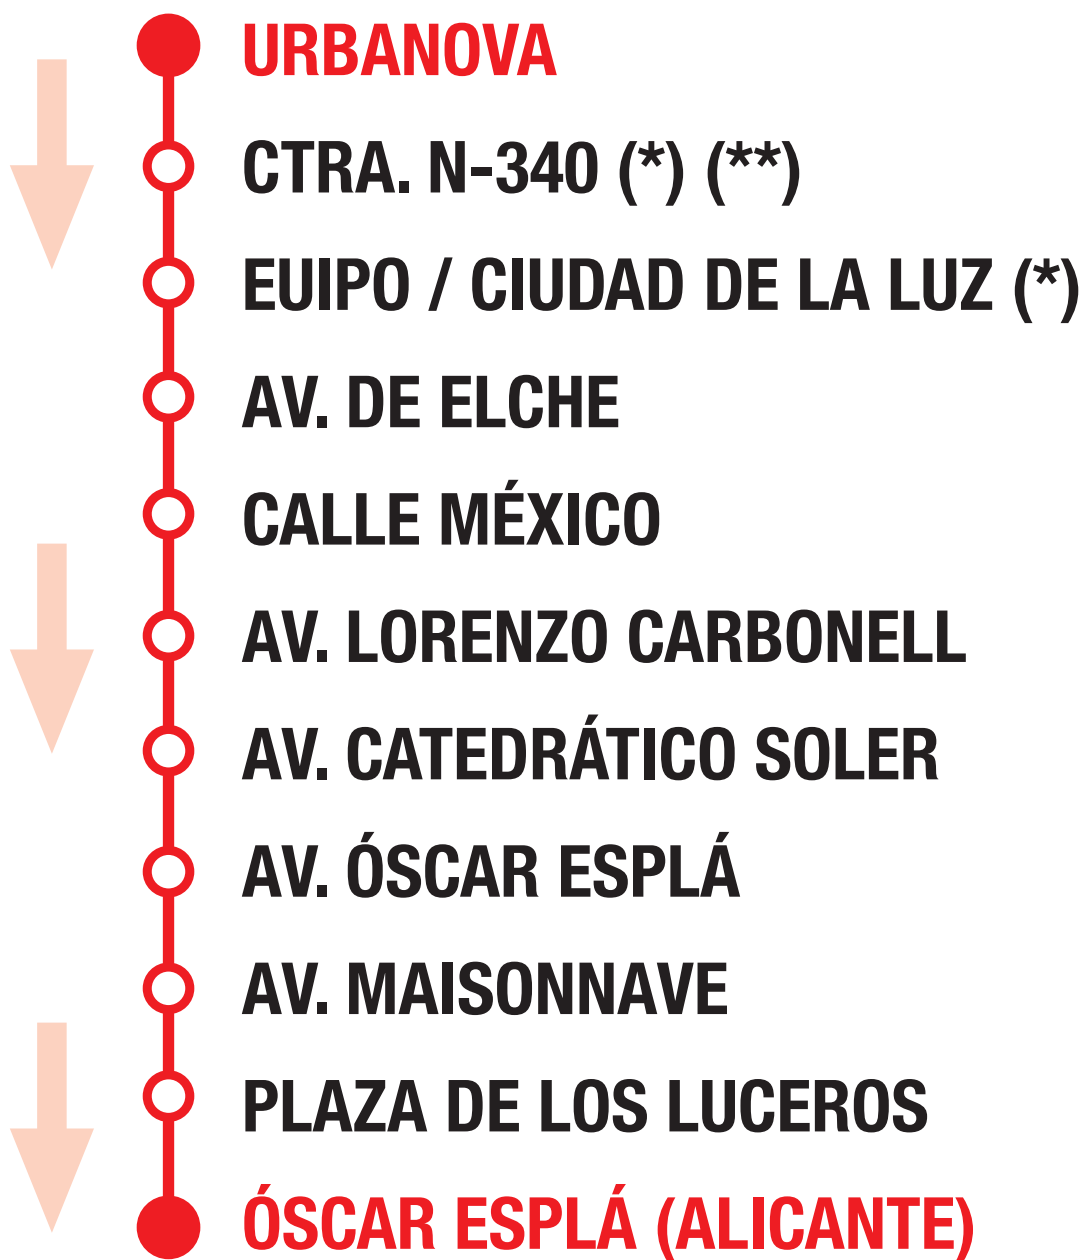 URBANOVA
CTRA. N-340 (*) (**)
EUIPO / CIUDAD DE LA LUZ (*)
AV. DE ELCHE
CALLE MÉXICO
AV. LORENZO CARBONELL
AV. CATEDRÁTICO SOLER
AV. ÓSCAR ESPLÁ
AV. MAISONNAVE
PLAZA DE LOS LUCEROS
ÓSCAR ESPLÁ (ALICANTE)